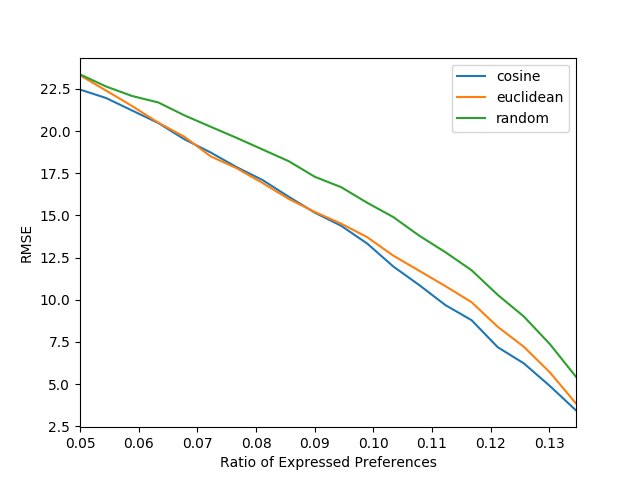 cosine
euclidean
random
22.5
20.0
17.5
15.0
12.5
10.0
7.5
5.0
2.5
RMSE
0.05 0.06 0.07 0.08 0.09 0.10 0.11 0.12 0.13
Ratio of Expressed Preferences